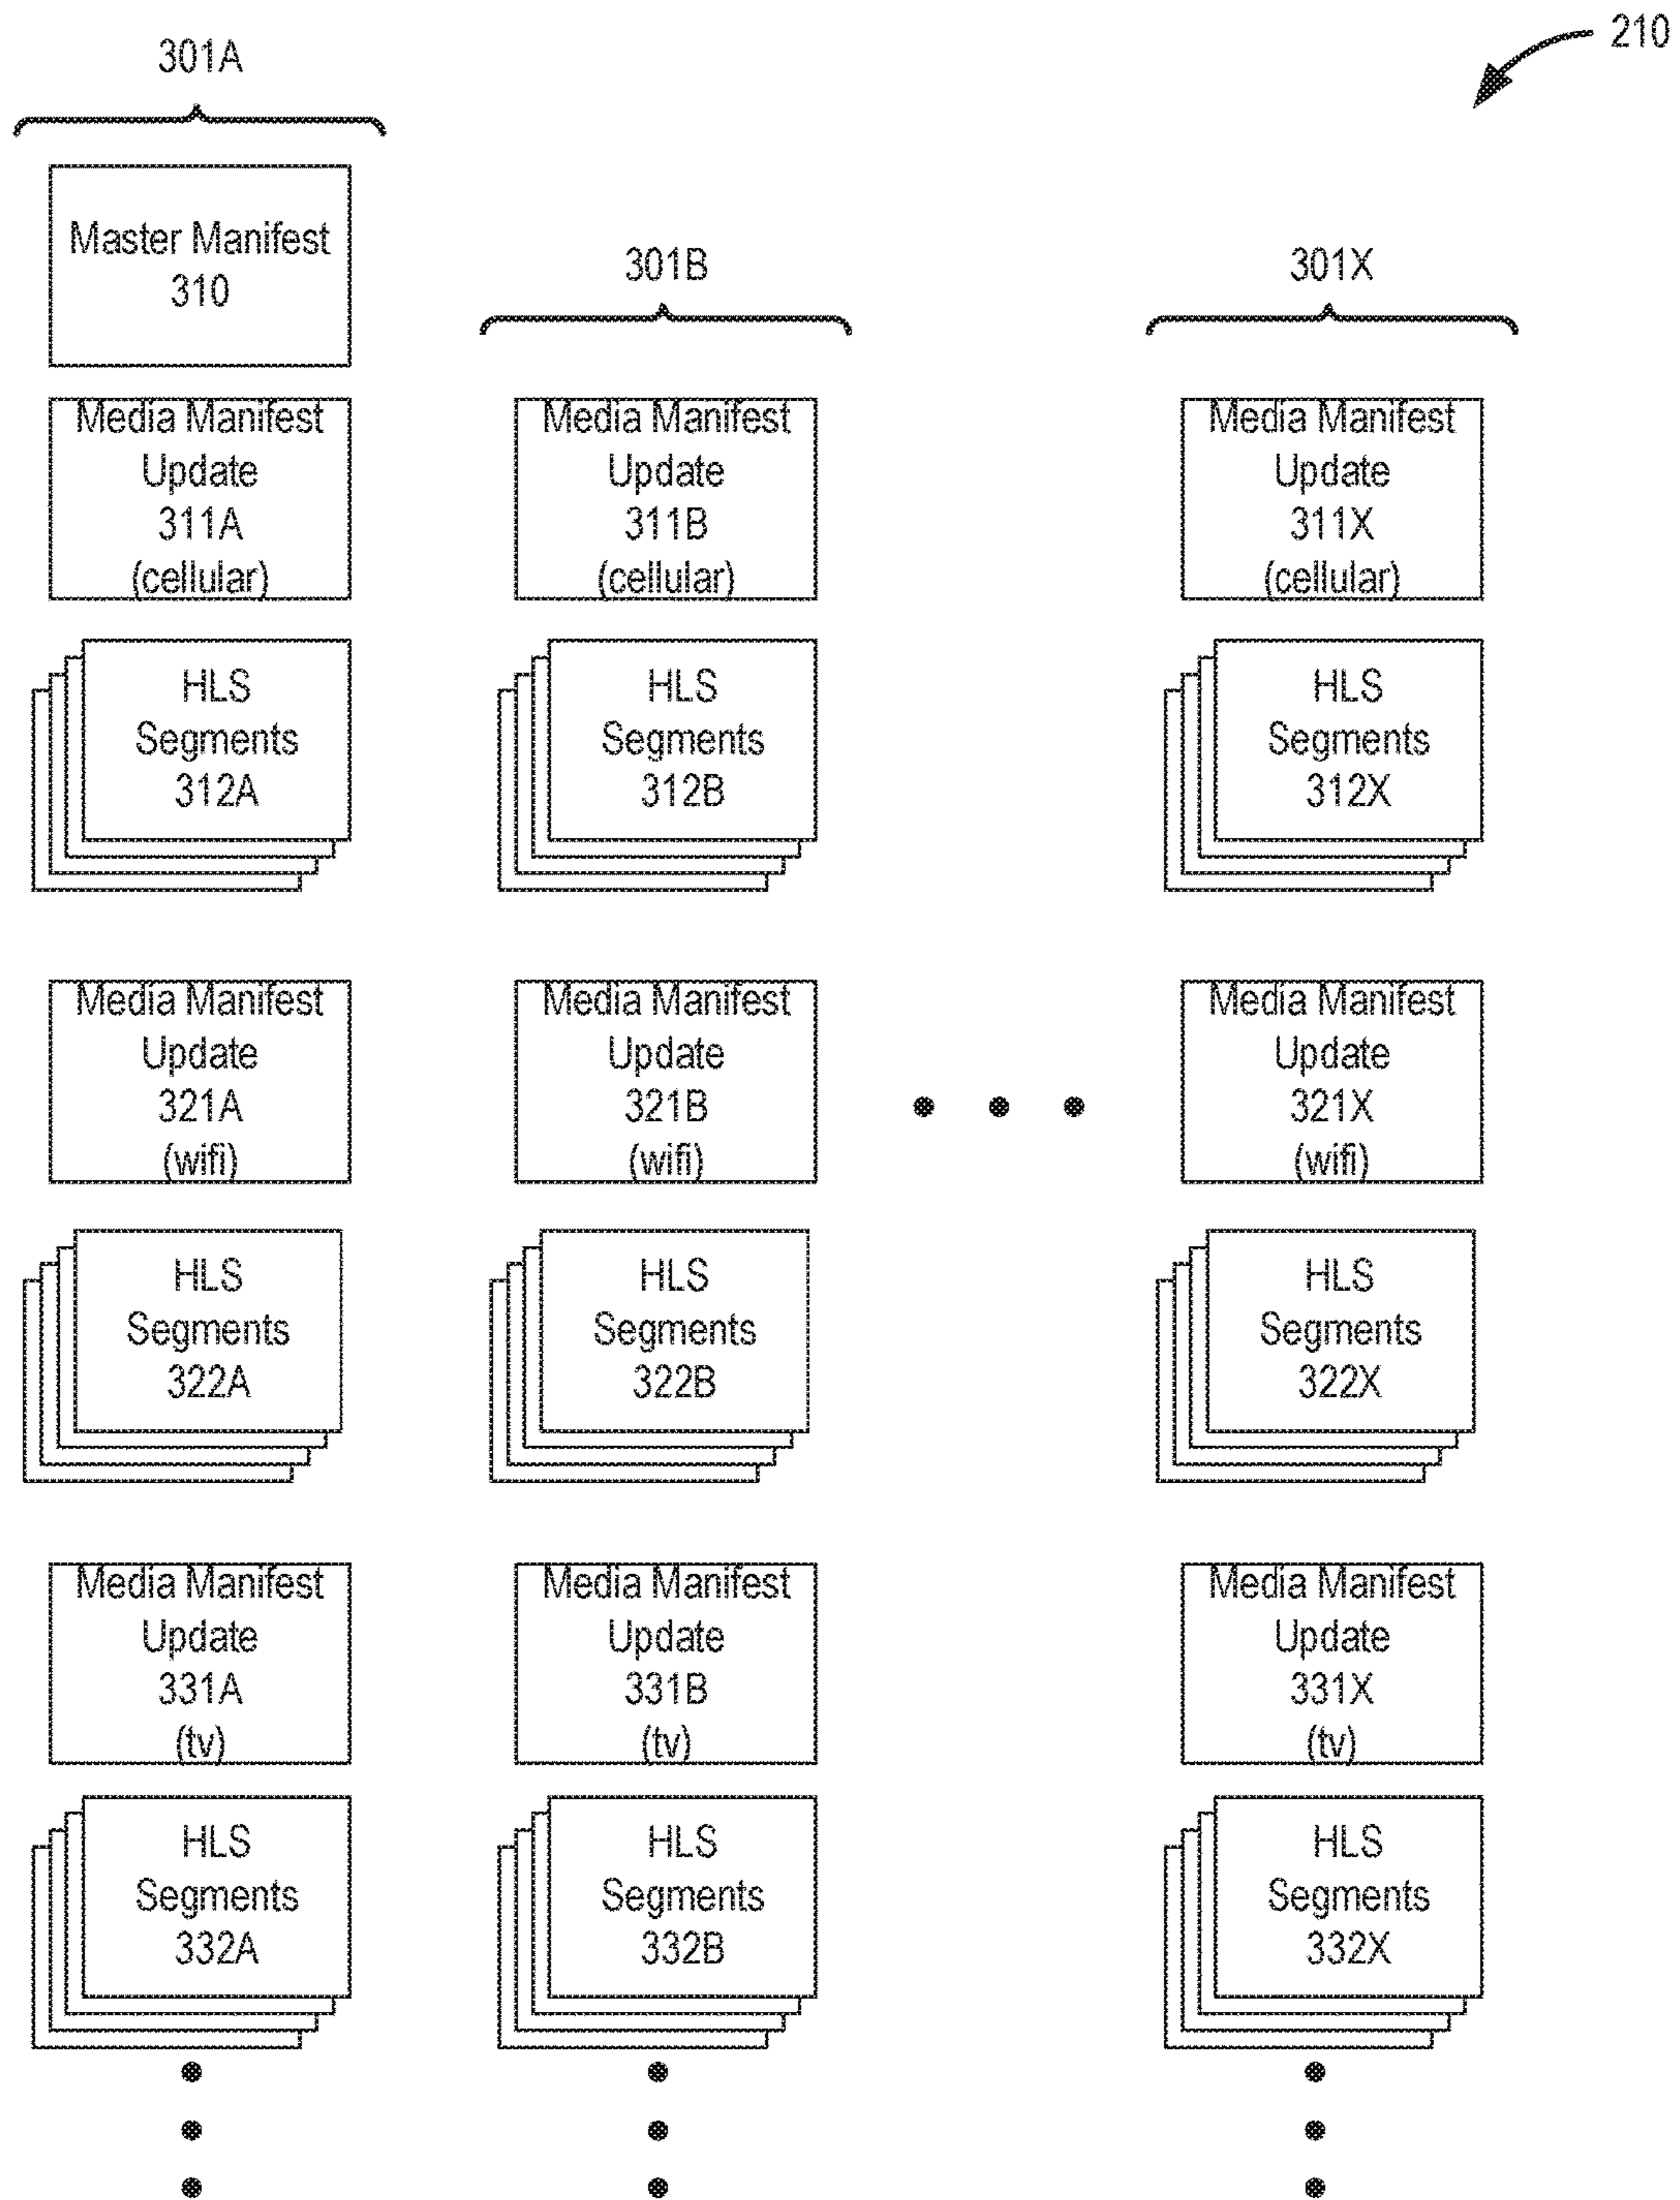 210
301A
Master Manifest
310
301B
301X
Media Manifest
Update
311A
(cellular)
Media Manifest
Update
311B
(cellular)
Media Manifest
Update
311X
(cellular)
HLS
Segments
312A
HLS
Segments
312B
HLS
Segments
312X
Media Manifest
Update
321A
(wifi)
Media Manifest
Update
321B
(wifi)
Media Manifest
Update
321X
(wifi)
HLS
Segments
322A
HLS
Segments
322B
HLS
Segments
322X
Media Manifest
Update
331A
(tv)
Media Manifest
Update
331B
(tv)
Media Manifest
Update
331X
(tv)
HLS
Segments
332A
HLS
Segments
332B
HLS
Segments
332X